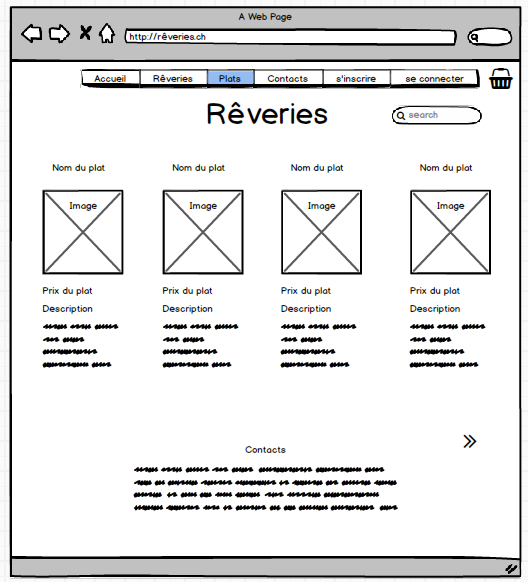 A Web Page
http://rêveries.ch
Accueil Rêveries Plats Contacts s'inscrire se connecter
Rêveries
search
Nom du plat Nom du plat Nom du plat Nom du plat
Image Image Image Image
Prix du plat Prix du plat Prix du plat Prix du plat
Description Description Description Description
Contacts